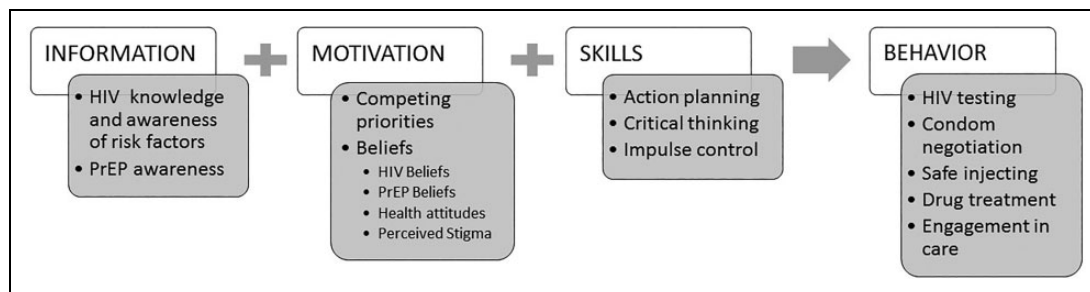 INFORMATION
• HIV knowledge
and awareness
of risk factors
• PrEP awareness
MOTIVATION
• Competing
priorities
• Beliefs
• HIV Beliefs
• PrEP Beliefs
• Health attitudes
• Perceived Stigma
SKILLS
• Action planning
• Critical thinking
• Impulse control
BEHAVIOR
• HIV testing
• Condom
negotiation
• Safe injecting
• Drug treatment
• Engagement in
care